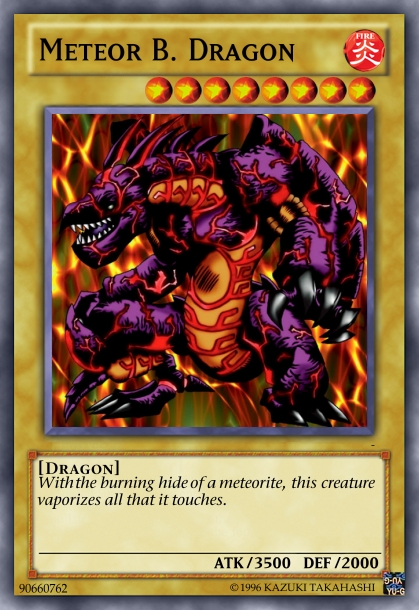 METEOR B. DRAGON
FIRE
炎
[DRAGON]
With the burning hide of a meteorite, this creature
vaporizes all that it touches.
ATK/3500 DEF/2000
90660762
©1996 KAZUKI TAKAHASHI